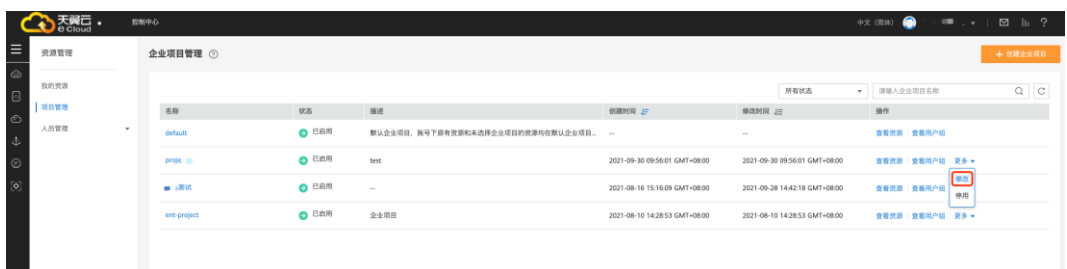 天翼云 e Cloud 控制中心 中文 (简体) ?
资源管理
我的资源
项目管理
人员管理
企业项目管理 ?
+ 创建企业项目
所有状态 请输入企业项目名称
名称 状态 描述 创建时间 修改时间 操作
default 已启用 默认企业项目，账号下原有资源和未选择企业项目的资源均在默认企业项目... -- -- 查看资源 查看用户组
proje 已启用 test 2021-09-30 09:56:01 GMT+08:00 2021-09-30 09:56:01 GMT+08:00 查看资源 查看用户组 更多
修改
测试 已启用 -- 2021-08-16 15:16:09 GMT+08:00 2021-09-28 14:42:18 GMT+08:00 查看资源 查看用户组
停用
ent-project 已启用 企业项目 2021-08-10 14:28:53 GMT+08:00 2021-08-10 14:28:53 GMT+08:00 查看资源 查看用户组 更多